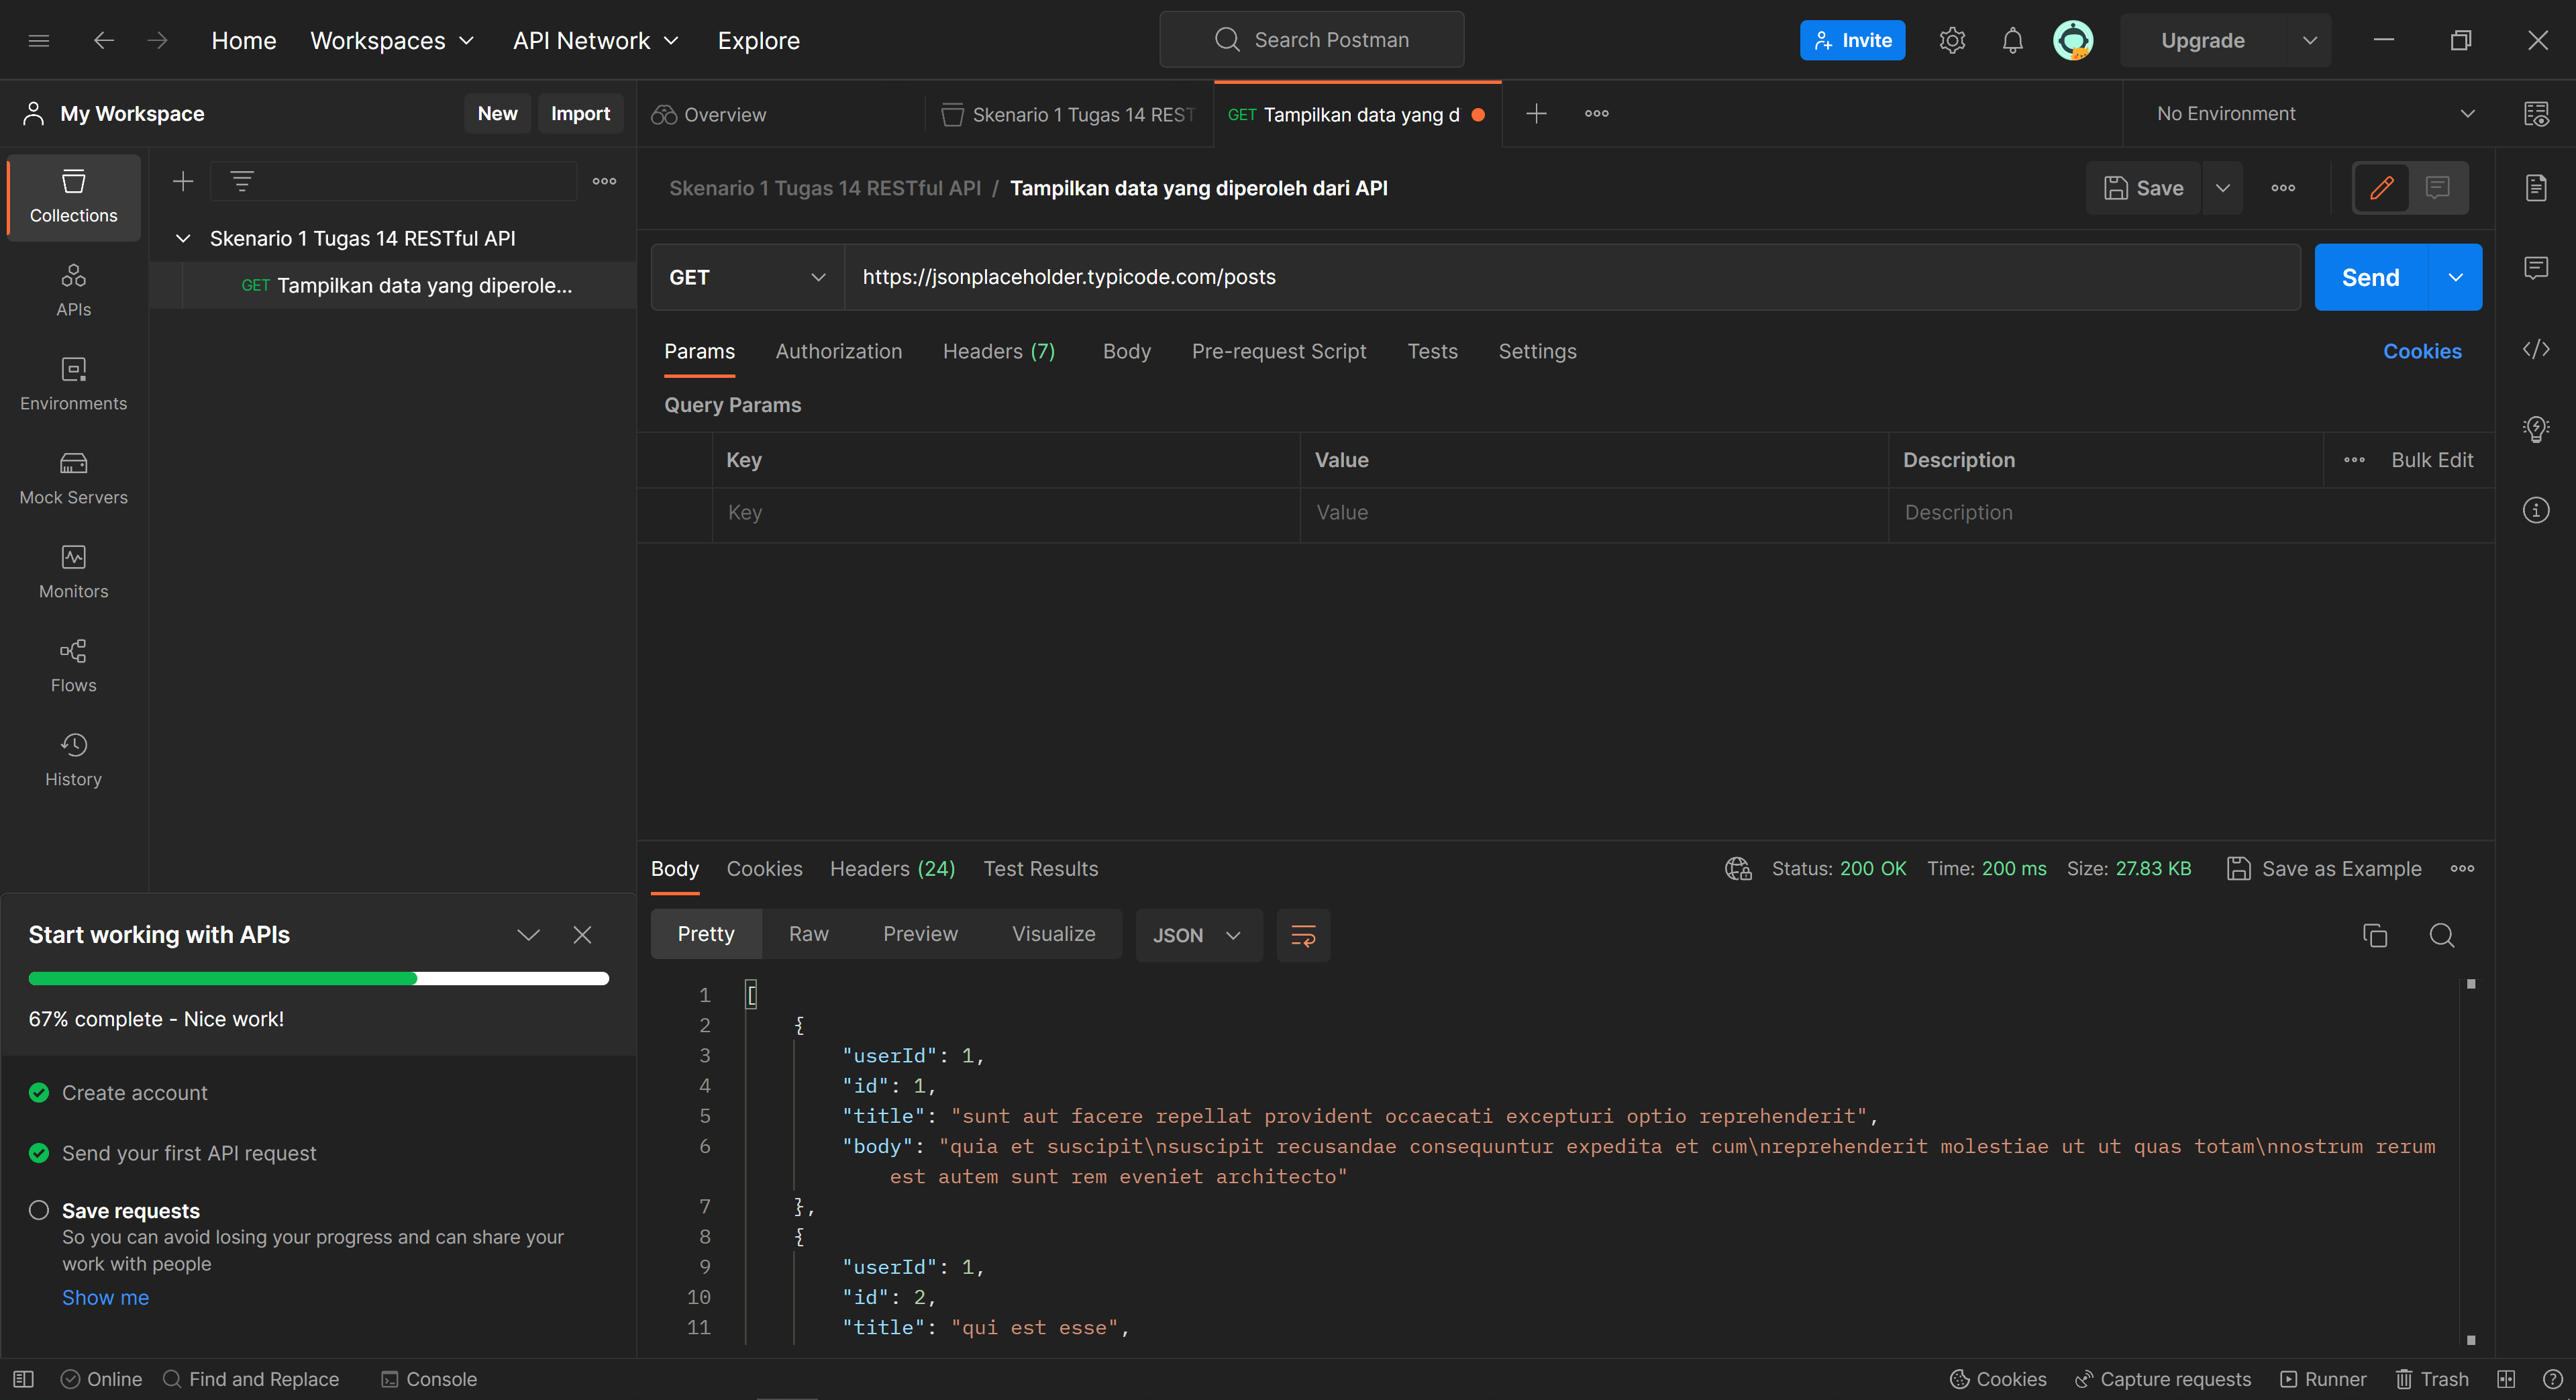 Home Workspaces API Network Explore
Search Postman
Invite
Upgrade
My Workspace New Import
Overview
Skenario 1 Tugas 14 REST
GET Tampilkan data yang d
No Environment
Collections
APIs
Environments
Mock Servers
Monitors
Flows
History
Skenario 1 Tugas 14 RESTful API
GET Tampilkan data yang diperole...
Skenario 1 Tugas 14 RESTful API / Tampilkan data yang diperoleh dari API
Save
GET https://jsonplaceholder.typicode.com/posts
Send
Params Authorization Headers (7) Body Pre-request Script Tests Settings Cookies
Query Params
Key Value Description Bulk Edit
Key Value Description
Body Cookies Headers (24) Test Results
Status: 200 OK Time: 200 ms Size: 27.83 KB Save as Example
Pretty Raw Preview Visualize JSON
1 [
2 {
3 "userId": 1,
4 "id": 1,
5 "title": "sunt aut facere repellat provident occaecati excepturi optio reprehenderit",
6 "body": "quia et suscipit\nsuscipit recusandae consequuntur expedita et cum\nreprehenderit molestiae ut ut quas totam\nnostrum rerum
est autem sunt rem eveniet architecto"
7 },
8 {
9 "userId": 1,
10 "id": 2,
11 "title": "qui est esse",
Start working with APIs
67% complete - Nice work!
Create account
Send your first API request
Save requests
So you can avoid losing your progress and can share your
work with people
Show me
Online Find and Replace Console
Cookies Capture requests Runner Trash